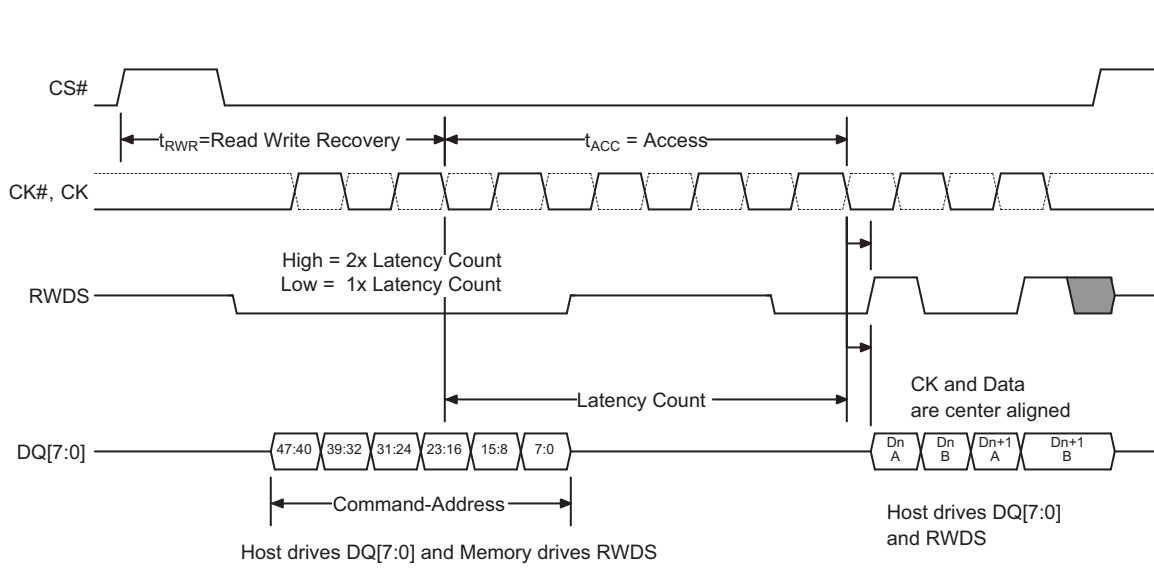 CS#
tRWR=Read Write Recovery
tACC = Access
CK#, CK
High = 2x Latency Count
Low = 1x Latency Count
RWDS
Latency Count
CK and Data
are center aligned
DQ[7:0]
47:40
39:32
31:24
23:16
15:8
7:0
Dn
A
Dn
B
Dn+1
A
Dn+1
B
Command-Address
Host drives DQ[7:0]
and RWDS
Host drives DQ[7:0] and Memory drives RWDS